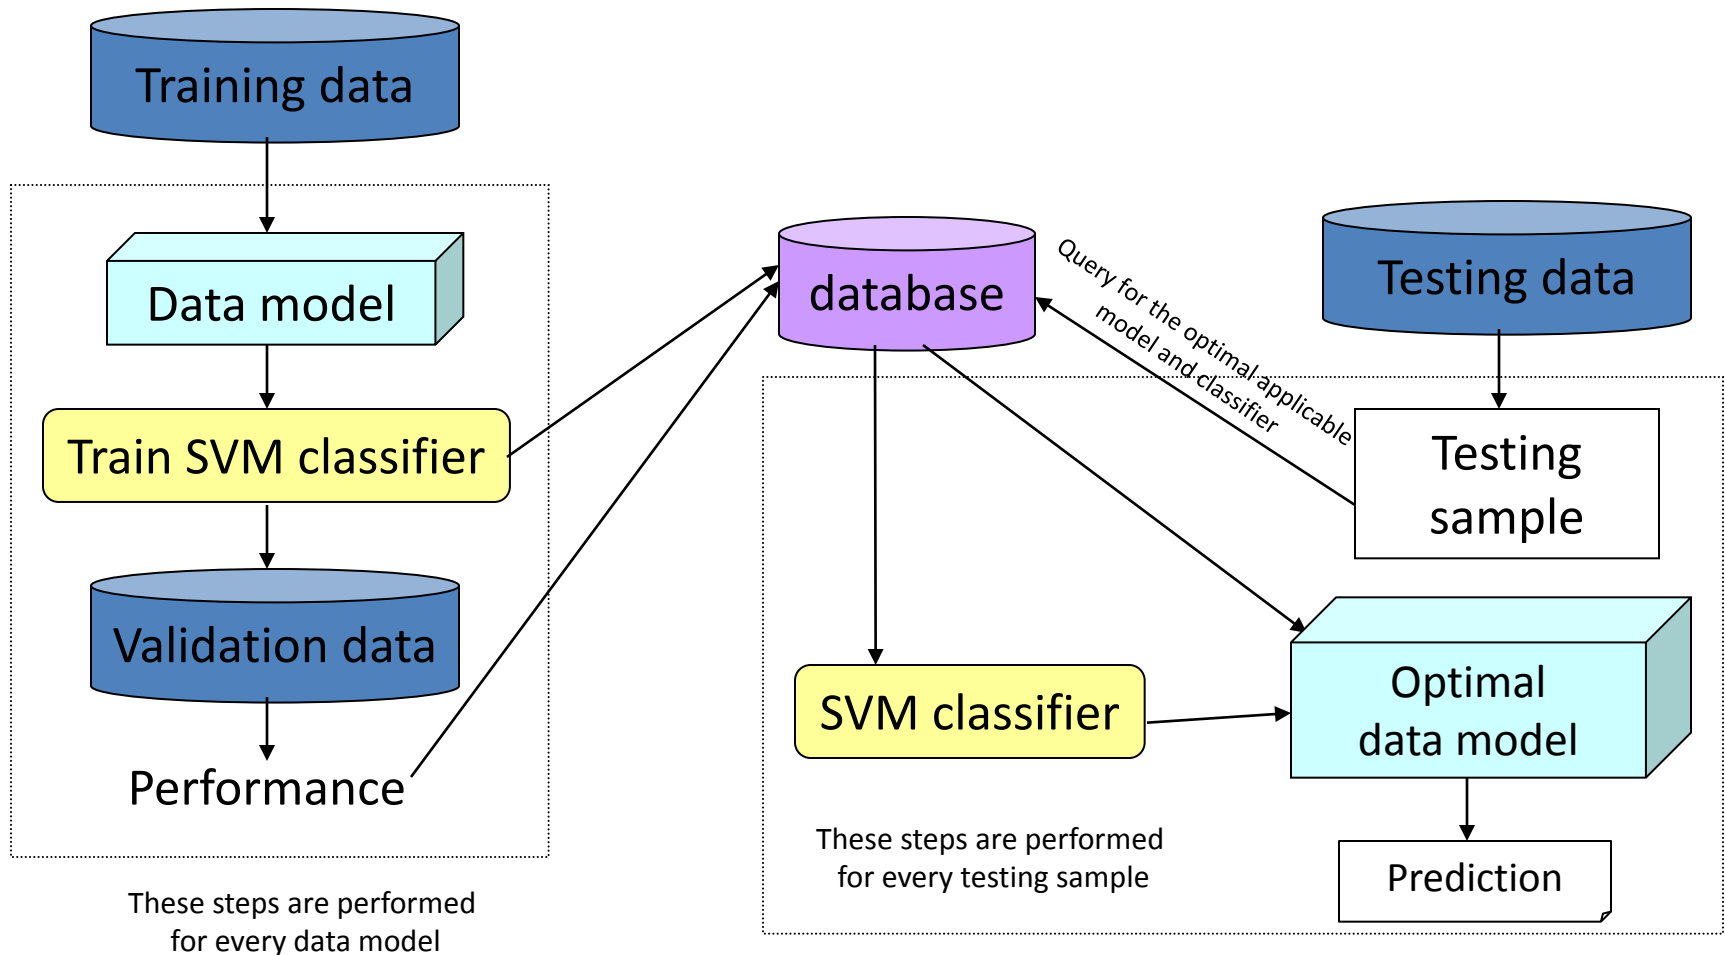 Training data
Data model
Train SVM classifier
Validation data
Performance
These steps are performed
for every data model
database
Query for the optimal applicable
model and classifier
Testing data
Testing
sample
SVM classifier
Optimal
data model
Prediction
These steps are performed
for every testing sample